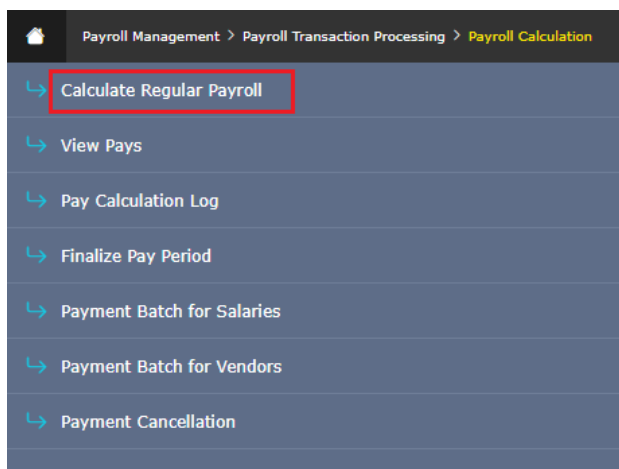 Payroll Management > Payroll Transaction Processing > Payroll Calculation
Calculate Regular Payroll
View Pays
Pay Calculation Log
Finalize Pay Period
Payment Batch for Salaries
Payment Batch for Vendors
Payment Cancellation